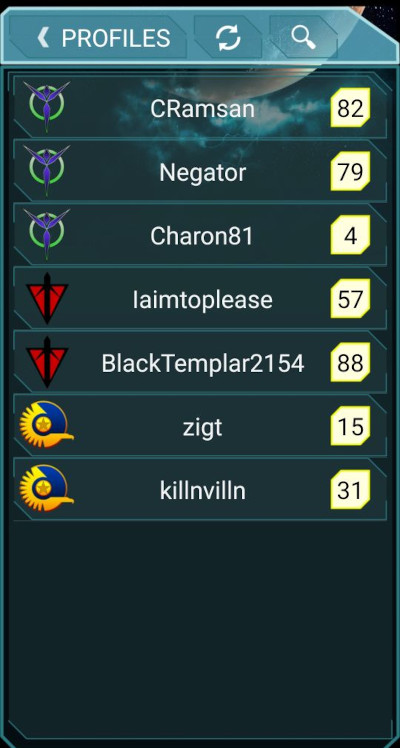 PROFILES
CRamsan 82
Negator 79
Charon81 4
Iaimtoplease 57
BlackTemplar2154 88
zigt 15
killnvilln 31